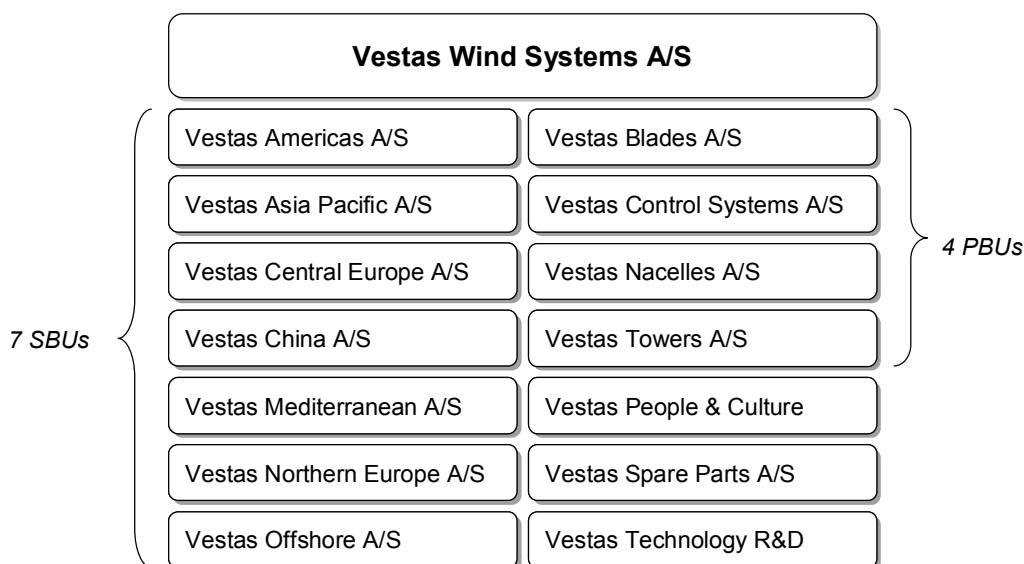 Vestas Wind Systems A/S
Vestas Americas A/S
Vestas Blades A/S
Vestas Asia Pacific A/S
Vestas Control Systems A/S
4 PBUs
Vestas Central Europe A/S
Vestas Nacelles A/S
7 SBUs
Vestas China A/S
Vestas Towers A/S
Vestas Mediterranean A/S
Vestas People & Culture
Vestas Northern Europe A/S
Vestas Spare Parts A/S
Vestas Offshore A/S
Vestas Technology R&D